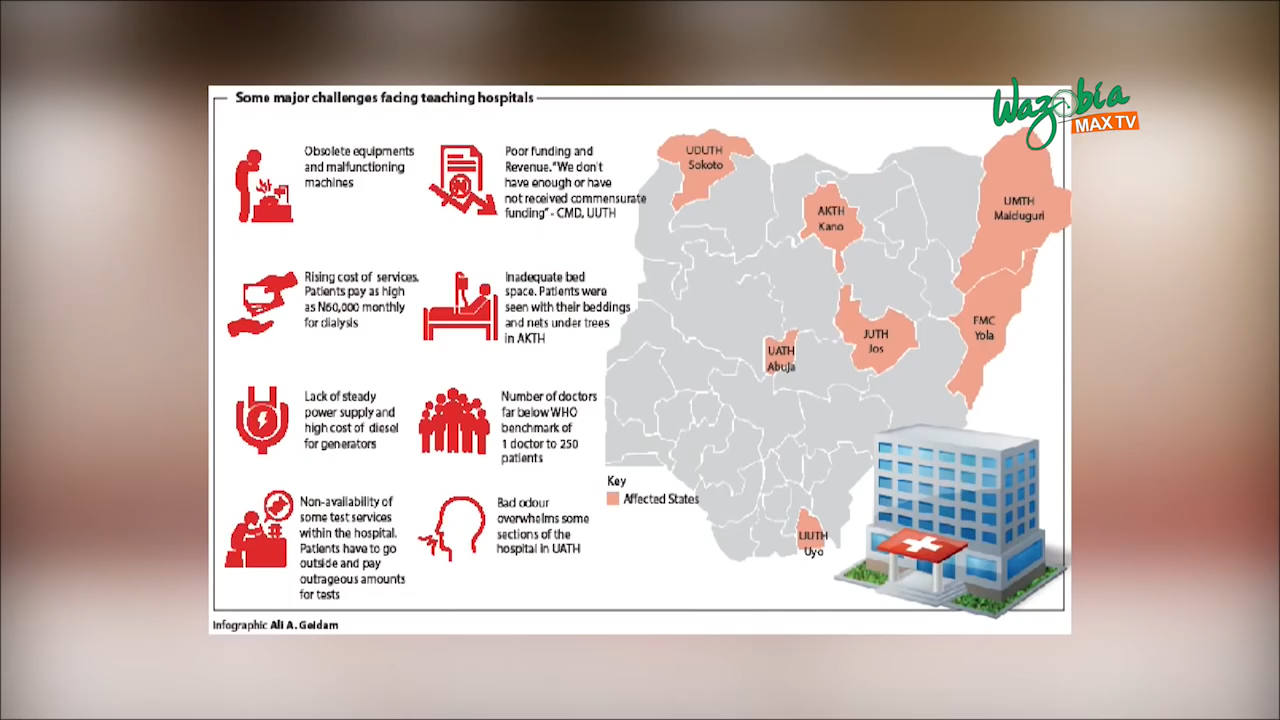 Wazobia
MAX TV
Some major challenges facing teaching hospitals
Obsolete equipments
and malfunctioning
machines
Poor funding and
Revenue. "We don't
have enough or have
not received commensurate
funding" - CMD, UUTH
Rising cost of services.
Patients pay as high
as N60,000 monthly
for dialysis
Inadequate bed
space. Patients were
seen with their beddings
and nets under trees
in AKTH
Lack of steady
power supply and
high cost of diesel
for generators
Number of doctors
far below WHO
benchmark of
1 doctor to 250
patients
Non-availability of
some test services
within the hospital.
Patients have to go
outside and pay
outrageous amounts
for tests
Bad odour
overwhelms some
sections of the
hospital in UATH
UDUTH
Sokoto
AKTH
Kano
UMTH
Maiduguri
FMC
Yola
JUTH
Jos
UATH
Abuja
UUTH
Uyo
Key
Affected States
Infographic Ali A. Geidam